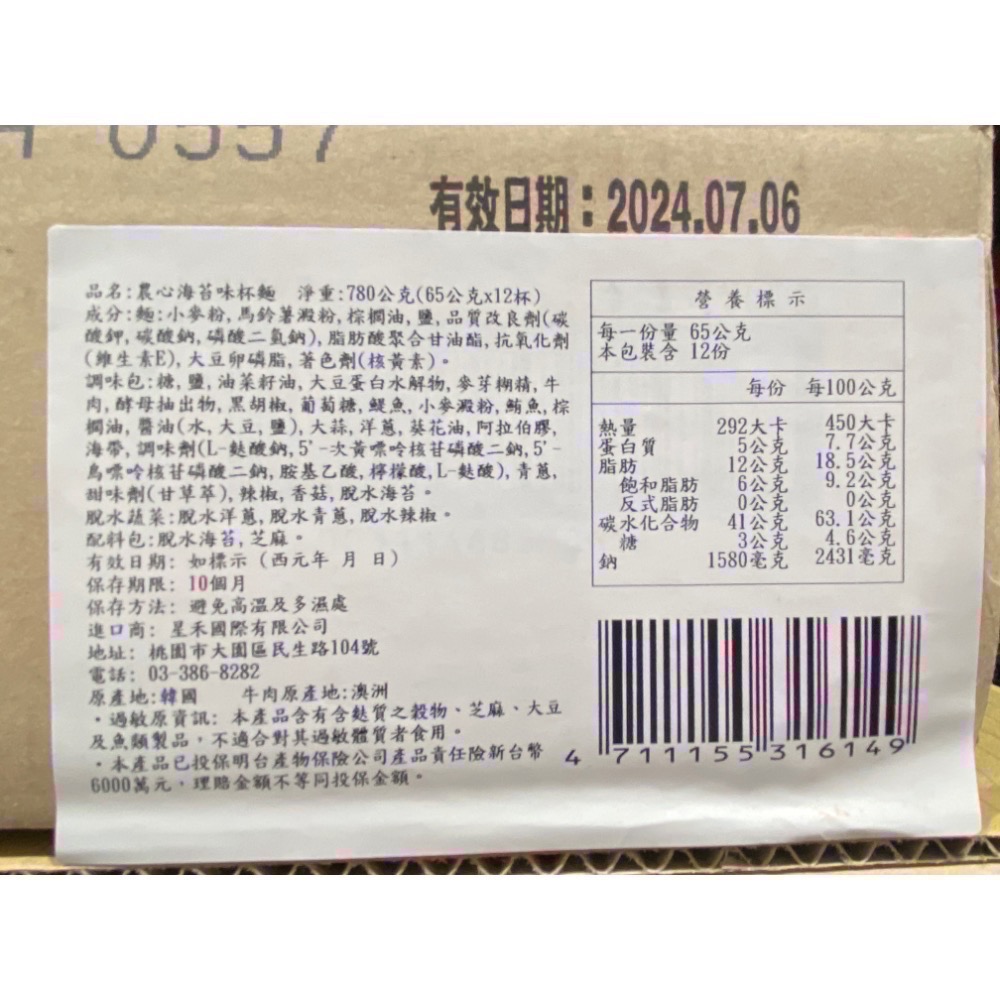 有效日期：2024.07.06
品名：農心海苔味杯麵　淨重：780公克(65公克x12杯)
成分：麵：小麥粉, 馬鈴薯澱粉, 棕櫚油, 鹽, 品質改良劑(碳
酸鉀, 碳酸鈉, 磷酸二氫鈉), 脂肪酸聚合甘油酯, 抗氧化劑
(維生素E), 大豆卵磷脂, 著色劑(核黃素)。
調味包：糖, 鹽, 油菜籽油, 大豆蛋白水解物, 麥芽糊精, 牛
肉, 酵母抽出物, 黑胡椒, 葡萄糖, 鯷魚, 小麥澱粉, 鮪魚, 棕
櫚油, 醬油(水, 大豆, 鹽), 大蒜, 洋蔥, 葵花油, 阿拉伯膠,
海帶, 調味劑(L-麩酸鈉, 5'-次黃嘌呤核苷磷酸二鈉, 5'-
鳥嘌呤核苷磷酸二鈉, 胺基乙酸, 檸檬酸, L-麩酸), 青蔥,
甜味劑(甘草萃), 辣椒, 香菇, 脫水海苔。
脫水蔬菜：脫水洋蔥, 脫水青蔥, 脫水辣椒。
配料包：脫水海苔, 芝麻。
有效日期： 如標示 (西元年 月 日)
保存期限： 10個月
保存方法： 避免高溫及多濕處
進口商： 星禾國際有限公司
地址： 桃園市大園區民生路104號
電話： 03-386-8282
原產地：韓國　　牛肉原產地：澳洲
・過敏原資訊： 本產品含有含麩質之穀物、芝麻、大豆
及魚類製品，不適合對其過敏體質者食用。
・本產品已投保明台產物保險公司產品責任險新台幣
6000萬元，理賠金額不等同投保金額。
營養標示
每一份量 65公克
本包裝含 12份
每份　每100公克
熱量　292大卡　450大卡
蛋白質　5公克　7.7公克
脂肪　12公克　18.5公克
飽和脂肪　6公克　9.2公克
反式脂肪　0公克　0公克
碳水化合物　41公克　63.1公克
糖　3公克　4.6公克
鈉　1580毫克　2431毫克
4 711155 316149